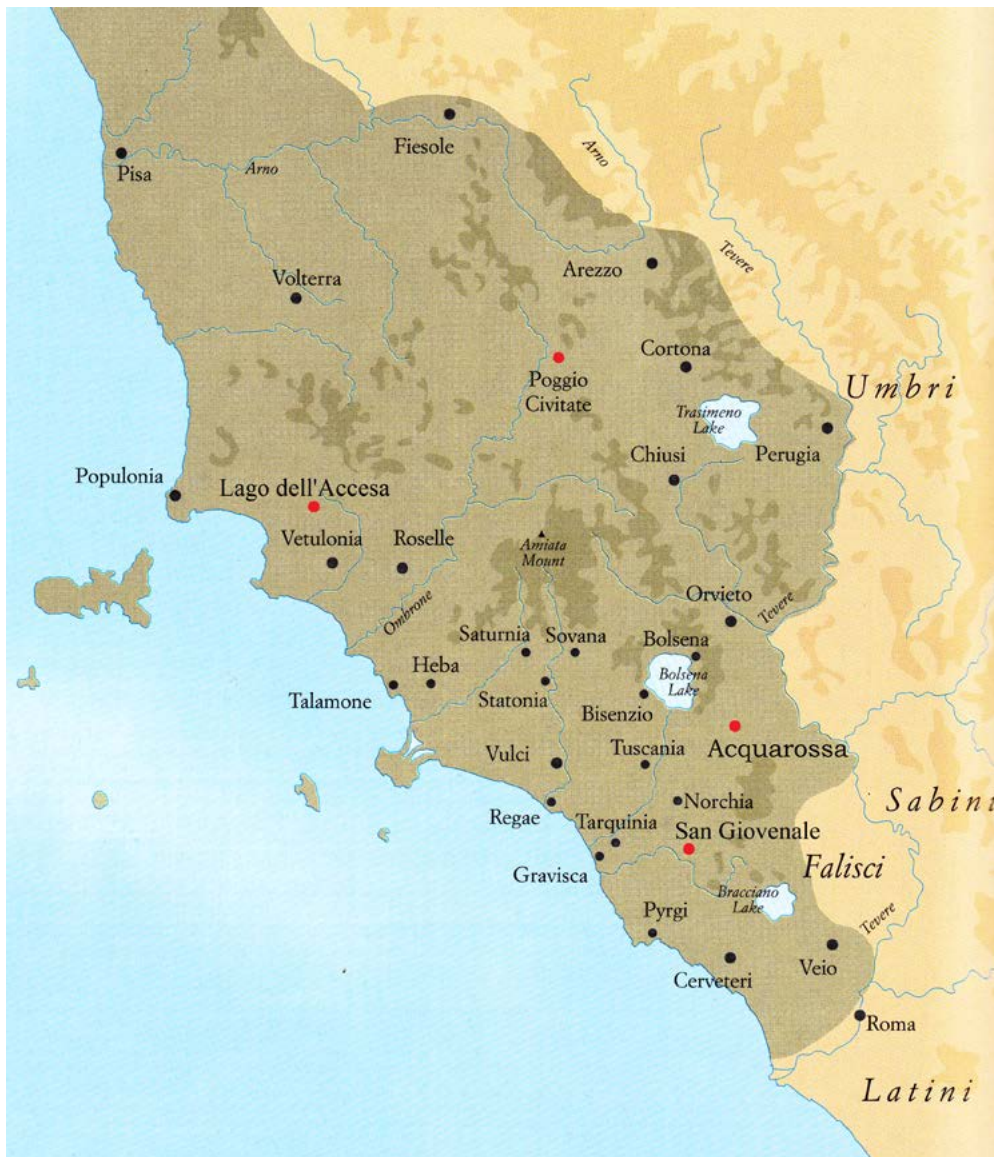 Fiesole
Pisa
Arno
Arno
Tevere
Arezzo
Volterra
Cortona
Umbri
Poggio
Civitate
Trasimeno
Lake
Chiusi
Perugia
Populonia
Lago dell'Accesa
Vetulonia
Roselle
Amiata
Mount
Orvieto
Tevere
Ombrone
Saturnia
Sovana
Bolsena
Heba
Bolsena
Lake
Talamone
Statonia
Bisenzio
Vulci
Tuscania
Acquarossa
Norchia
Sabini
Regae
Tarquinia
San Giovenale
Gravisca
Falisci
Bracciano
Lake
Pyrgi
Tevere
Veio
Cerveteri
Roma
Latini